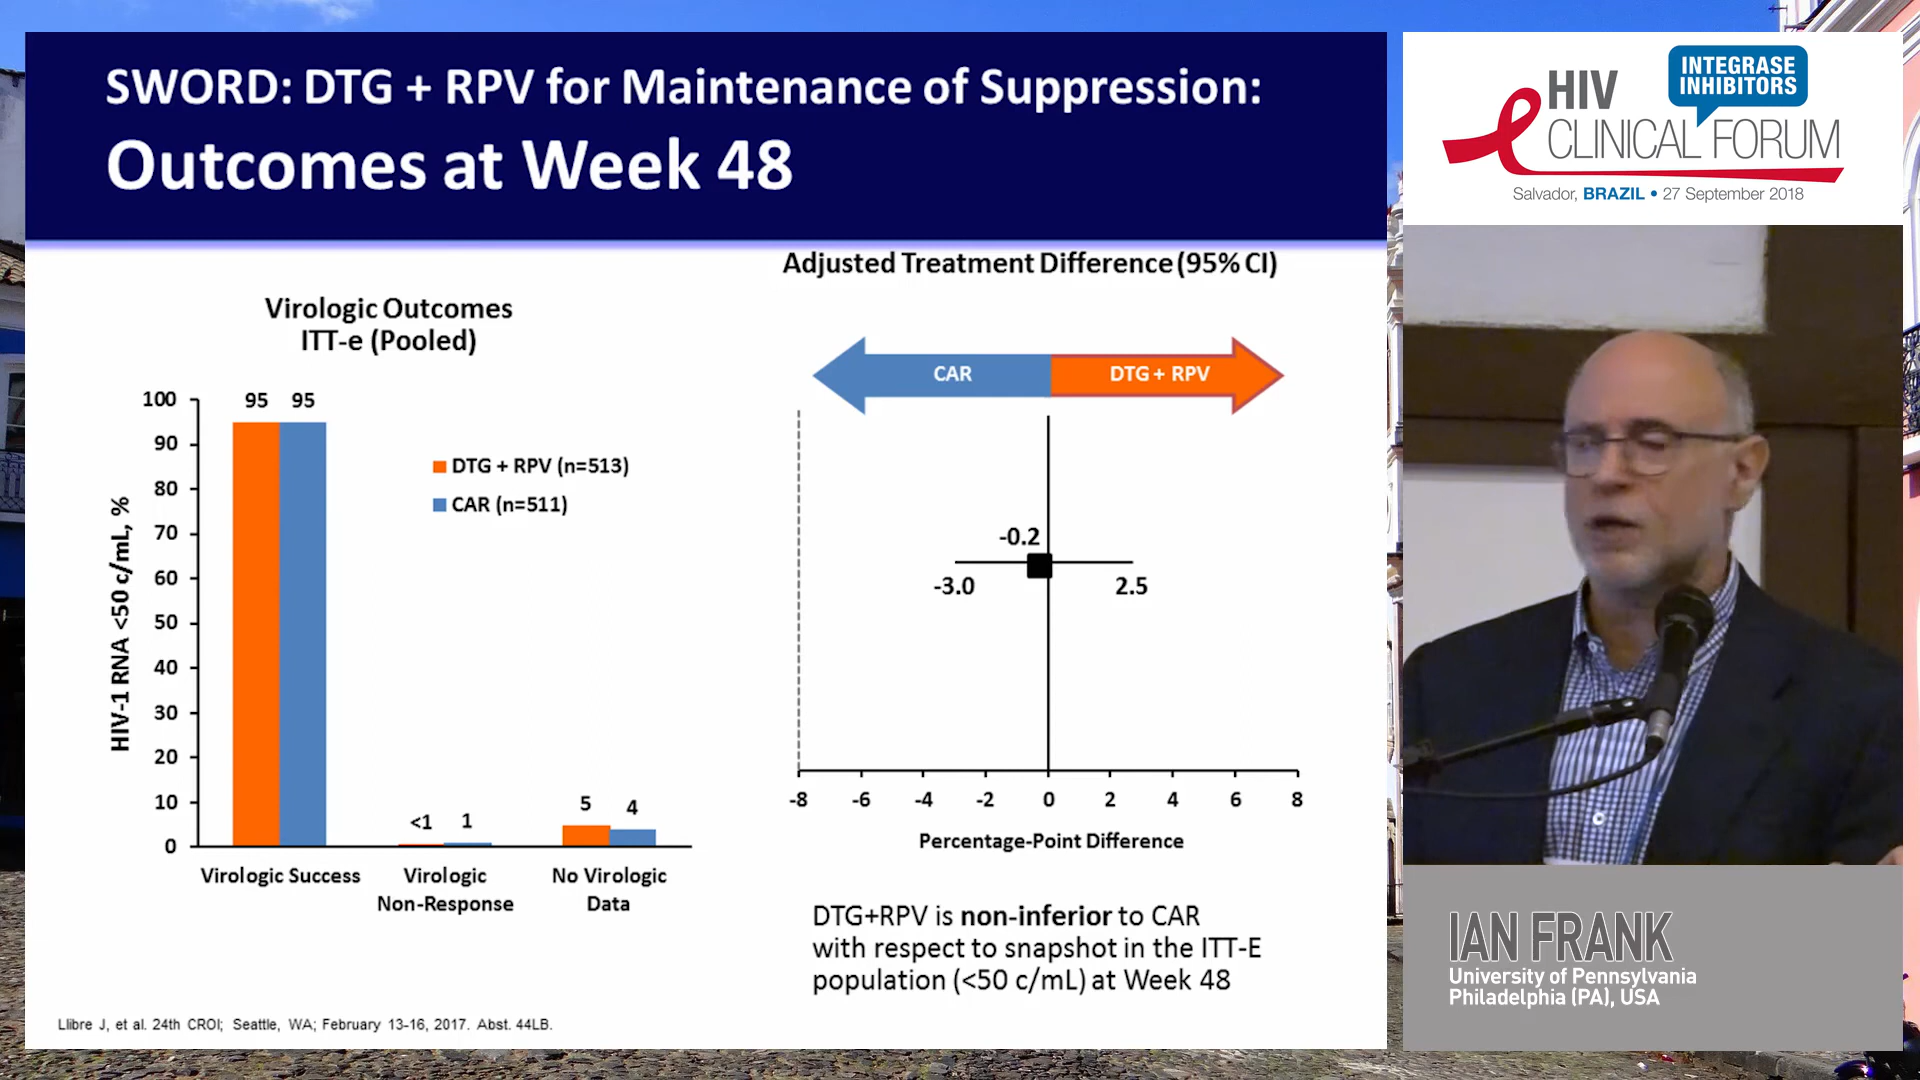 SWORD: DTG + RPV for Maintenance of Suppression:
Outcomes at Week 48
Virologic Outcomes
ITT-e (Pooled)
HIV-1 RNA <50 c/mL, %
100
90
80
70
60
50
40
30
20
10
0
95 95
<1 1
5 4
DTG + RPV (n=513)
CAR (n=511)
Virologic Success
Virologic
Non-Response
No Virologic
Data
Adjusted Treatment Difference (95% CI)
CAR
DTG + RPV
-0.2
-3.0
2.5
-8 -6 -4 -2 0 2 4 6 8
Percentage-Point Difference
DTG+RPV is non-inferior to CAR
with respect to snapshot in the ITT-E
population (<50 c/mL) at Week 48
Llibre J, et al. 24th CROI; Seattle, WA; February 13-16, 2017. Abst. 44LB.
INTEGRASE
INHIBITORS
HIV
CLINICAL FORUM
Salvador, BRAZIL • 27 September 2018
IAN FRANK
University of Pennsylvania
Philadelphia (PA), USA